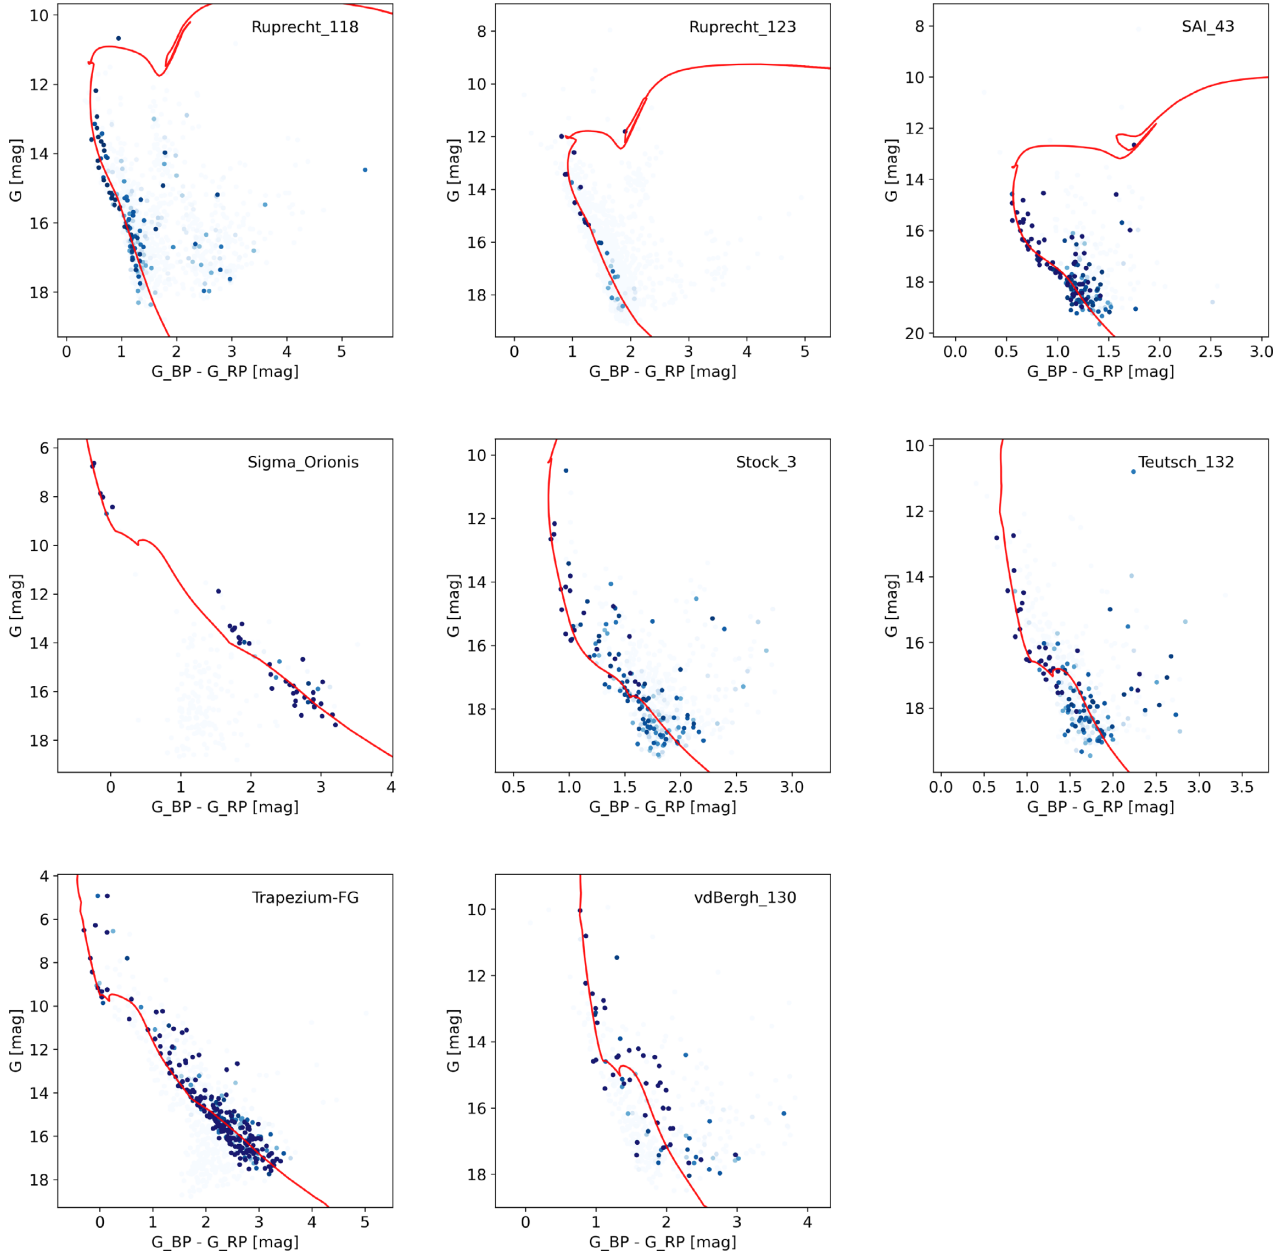 Ruprecht_118
10
12
14
16
18
G [mag]
0 1 2 3 4 5
G_BP - G_RP [mag]
Ruprecht_123
8
10
12
14
16
18
G [mag]
0 1 2 3 4 5
G_BP - G_RP [mag]
SAI_43
8
10
12
14
16
18
20
G [mag]
0.0 0.5 1.0 1.5 2.0 2.5 3.0
G_BP - G_RP [mag]
Sigma_Orionis
6
8
10
12
14
16
18
G [mag]
0 1 2 3 4
G_BP - G_RP [mag]
Stock_3
10
12
14
16
18
G [mag]
0.5 1.0 1.5 2.0 2.5 3.0
G_BP - G_RP [mag]
Teutsch_132
10
12
14
16
18
G [mag]
0.0 0.5 1.0 1.5 2.0 2.5 3.0 3.5
G_BP - G_RP [mag]
Trapezium-FG
4
6
8
10
12
14
16
18
G [mag]
0 1 2 3 4 5
G_BP - G_RP [mag]
vdBergh_130
10
12
14
16
18
G [mag]
0 1 2 3 4
G_BP - G_RP [mag]